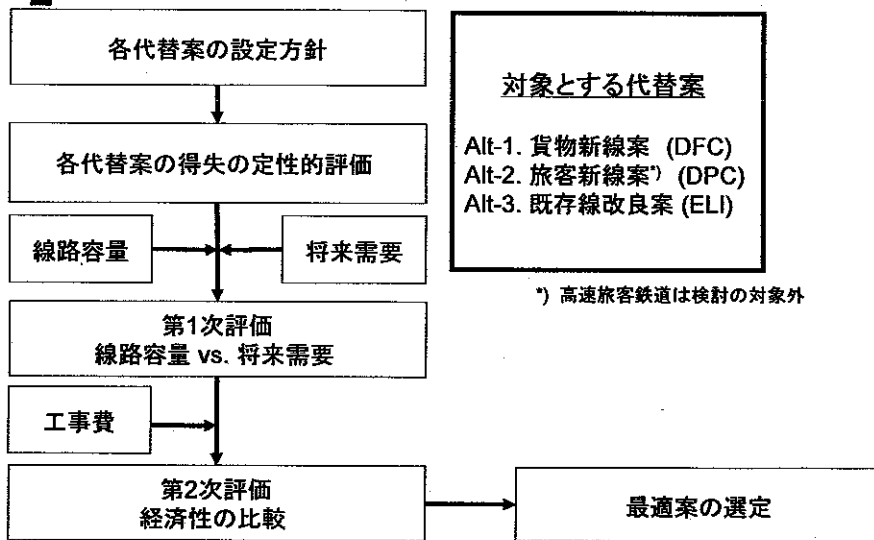 各代替案の設定方針
各代替案の得失の定性的評価
線路容量
将来需要
第1次評価
線路容量 vs. 将来需要
工事費
第2次評価
経済性の比較
最適案の選定
対象とする代替案
Alt-1. 貨物新線案 (DFC)
Alt-2. 旅客新線案*) (DPC)
Alt-3. 既存線改良案 (ELI)
*) 高速旅客鉄道は検討の対象外